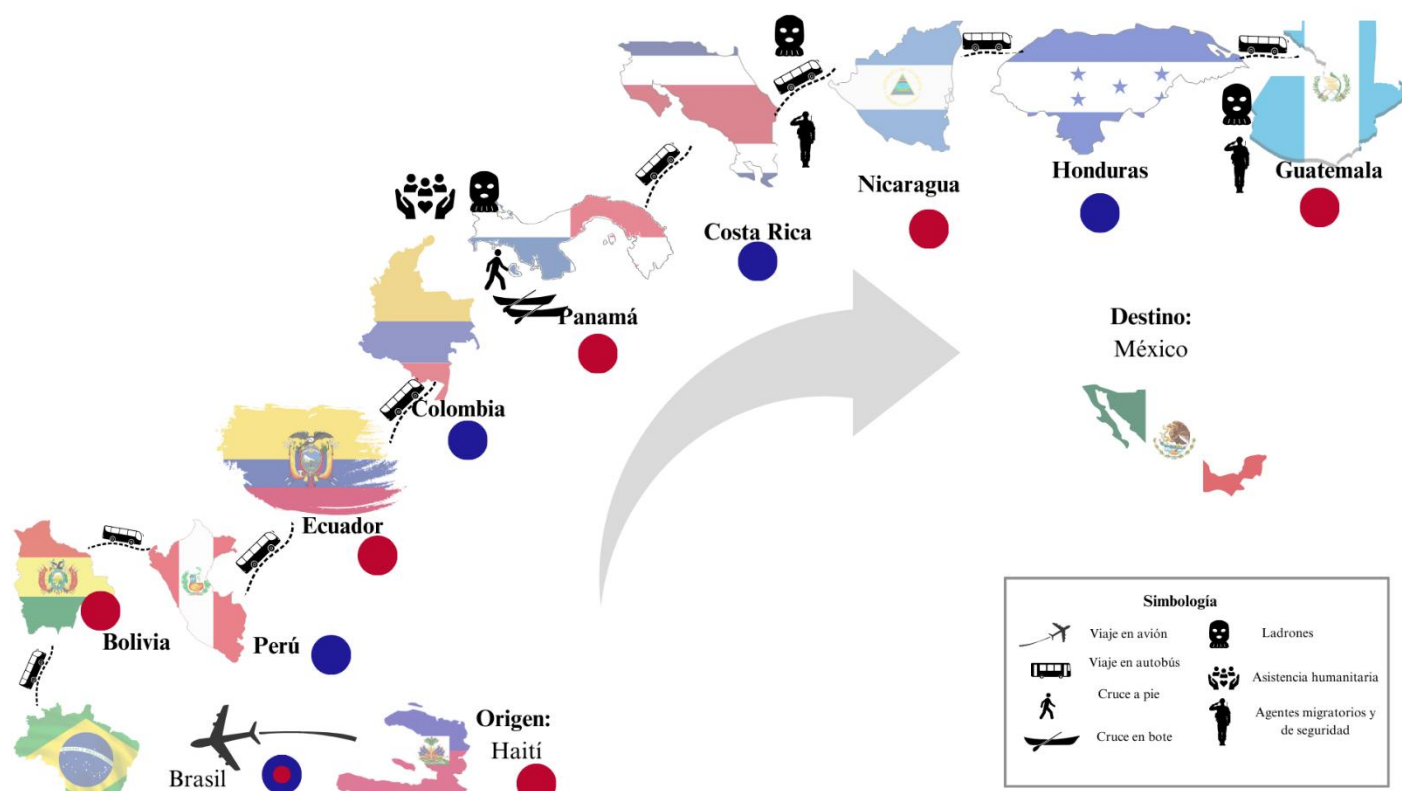 Nicaragua
Honduras
Guatemala
Costa Rica
Panamá
Destino:
México
Colombia
Ecuador
Bolivia
Perú
Origen:
Haití
Brasil
Simbología
Viaje en avión
Ladrones
Viaje en autobús
Asistencia humanitaria
Cruce a pie
Agentes migratorios y
de seguridad
Cruce en bote